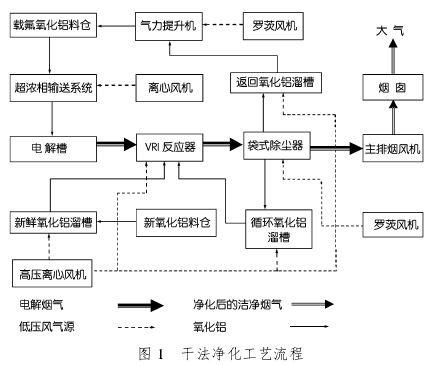 载氟氧化铝料仓
气力提升机
罗茨风机
大气
超浓相输送系统
离心风机
返回氧化铝溜槽
烟囱
电解槽
VRI 反应器
袋式除尘器
主排烟风机
新鲜氧化铝溜槽
新氧化铝料仓
循环氧化铝
溜槽
罗茨风机
高压离心风机
电解烟气
净化后的洁净烟气
低压风气源
氧化铝
图 1 干法净化工艺流程